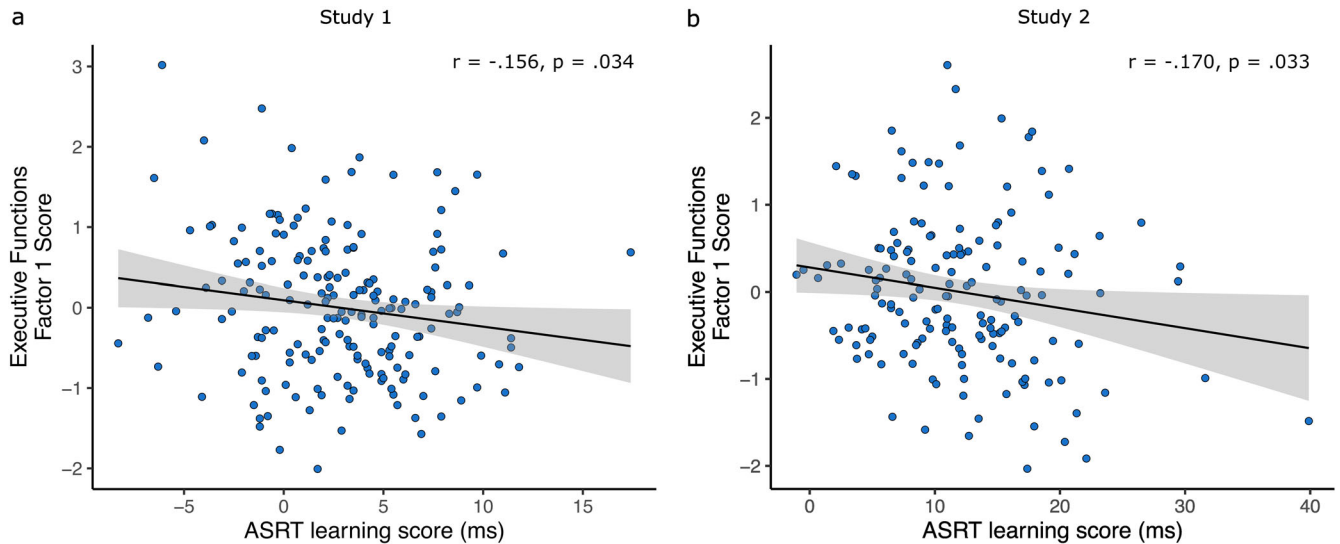 a
Study 1
r = -.156, p = .034
Executive Functions
Factor 1 Score
3
2
1
0
−1
−2
−5
0
5
10
15
ASRT learning score (ms)
b
Study 2
r = -.170, p = .033
Executive Functions
Factor 1 Score
2
1
0
−1
−2
0
10
20
30
40
ASRT learning score (ms)